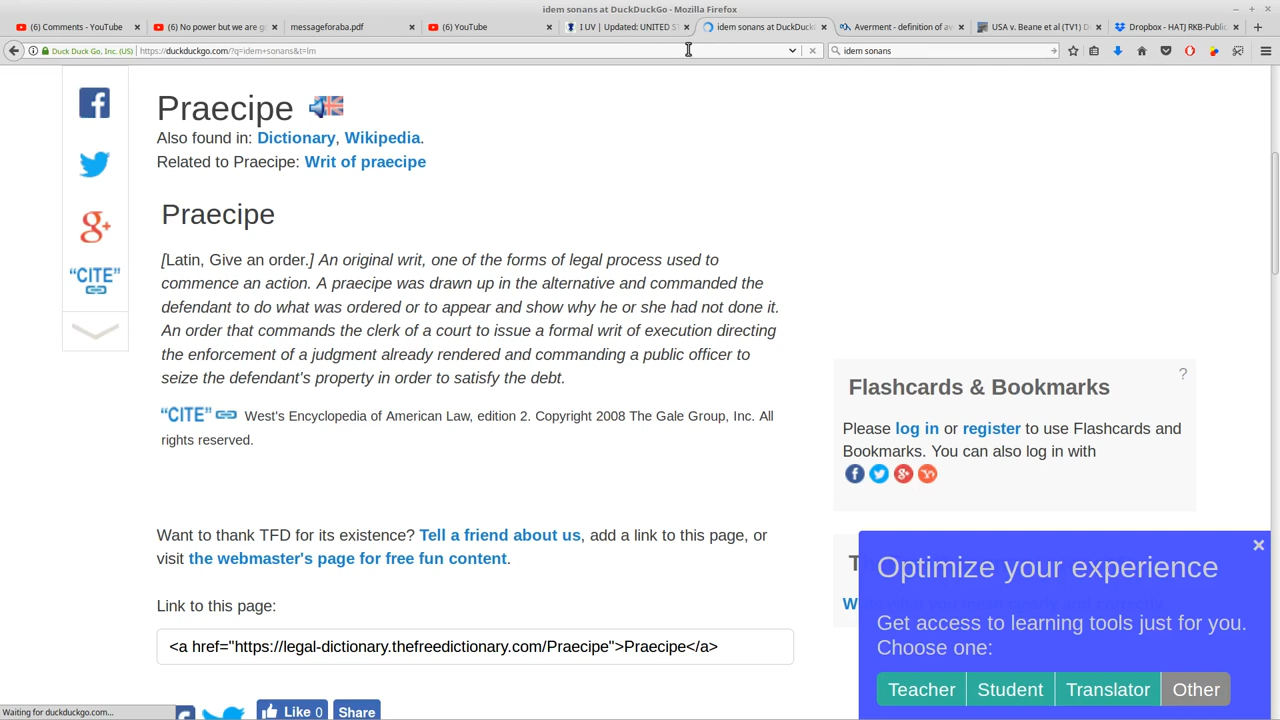 idem sonans at DuckDuckGo - Mozilla Firefox
(6) Comments - YouTube
(6) No power but we are go
messageforaba.pdf
(6) YouTube
I UV | Updated: UNITED ST
idem sonans at DuckDuckG
Averment - definition of av
USA v. Beane et al (TV1) D
Dropbox - HATJ RKB-Public
Duck Duck Go, Inc. (US)
https://duckduckgo.com/?q=idem+sonans&t=lm
idem sonans
Praecipe
Also found in: Dictionary, Wikipedia.
Related to Praecipe: Writ of praecipe
Praecipe
[Latin, Give an order.] An original writ, one of the forms of legal process used to
commence an action. A praecipe was drawn up in the alternative and commanded the
defendant to do what was ordered or to appear and show why he or she had not done it.
An order that commands the clerk of a court to issue a formal writ of execution directing
the enforcement of a judgment already rendered and commanding a public officer to
seize the defendant's property in order to satisfy the debt.
“CITE” West's Encyclopedia of American Law, edition 2. Copyright 2008 The Gale Group, Inc. All
rights reserved.
Want to thank TFD for its existence? Tell a friend about us, add a link to this page, or
visit the webmaster's page for free fun content.
Link to this page:
<a href="https://legal-dictionary.thefreedictionary.com/Praecipe">Praecipe</a>
Like 0
Share
“CITE”
Flashcards & Bookmarks
?
Please log in or register to use Flashcards and
Bookmarks. You can also log in with
Optimize your experience
Get access to learning tools just for you.
Choose one:
Teacher
Student
Translator
Other
Waiting for duckduckgo.com...